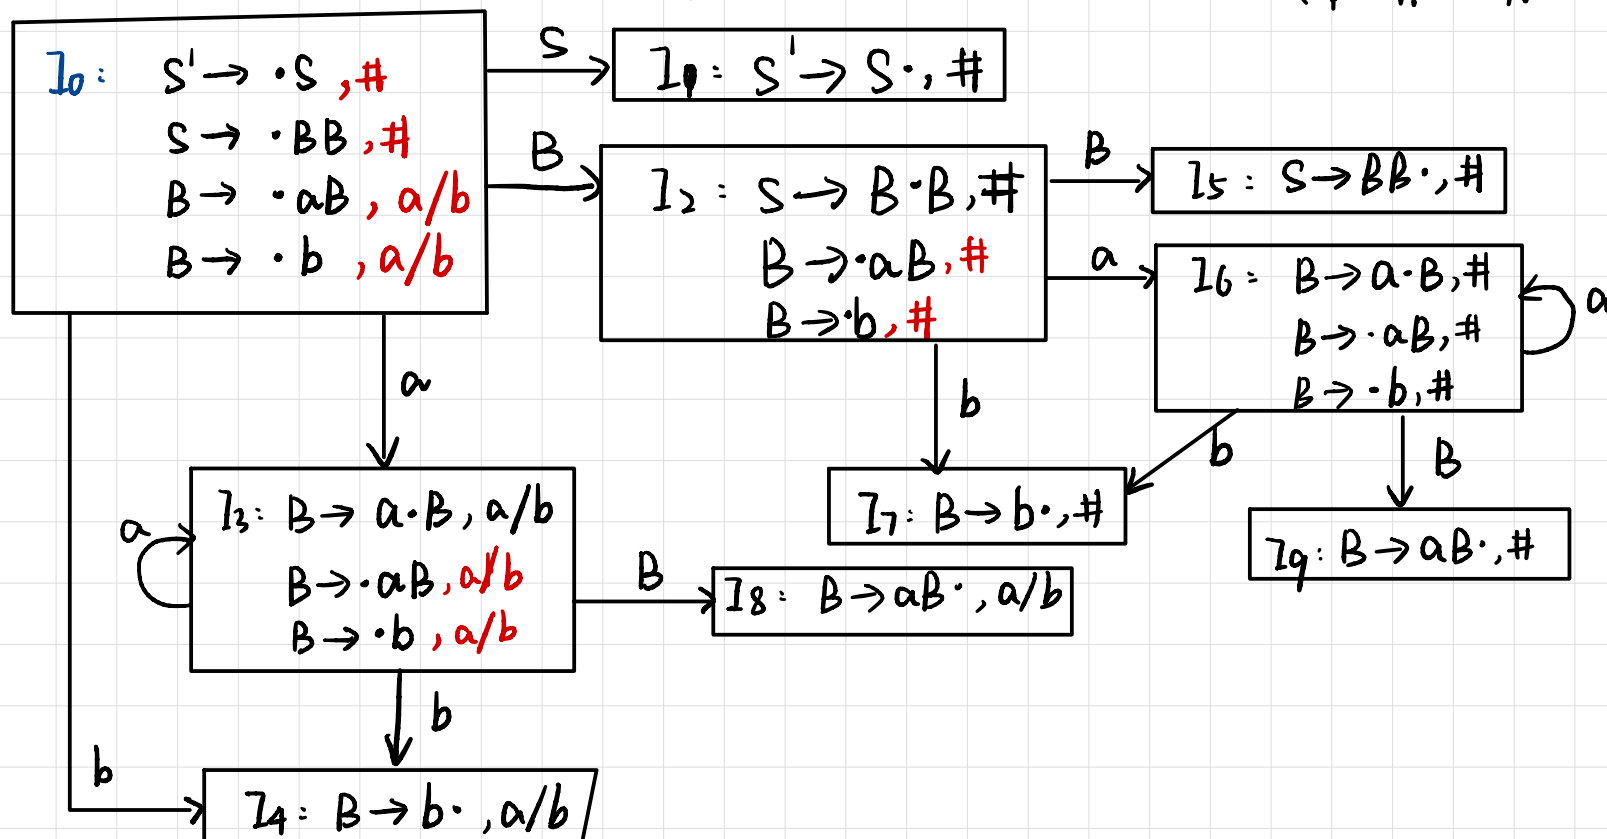 I0: S' → ·S ,#
S → ·BB ,#
B → ·aB , a/b
B → ·b , a/b
S
I1: S' → S· , #
B
I2: S → B·B ,#
B → ·aB ,#
B → ·b ,#
B
I5: S → BB· ,#
a
I6: B → a·B ,#
B → ·aB ,#
B → ·b ,#
a
a
b
b
B
I3: B → a·B , a/b
B → ·aB , a/b
B → ·b , a/b
a
I7: B → b· ,#
I9: B → aB· ,#
B
I8: B → aB· , a/b
b
b
I4: B → b· , a/b